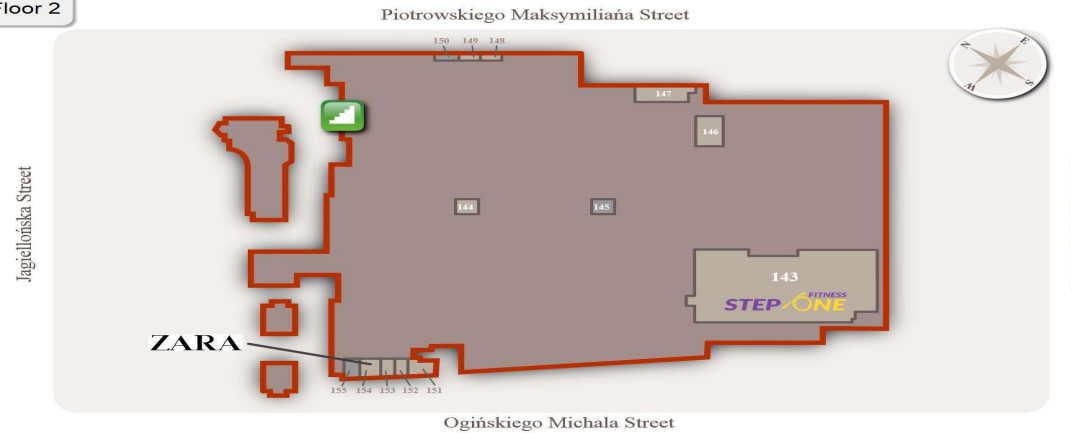 Floor 2
Piotrowskiego Maksymiliańa Street
N
E
S
W
150 149 148
147
146
144
145
143
STEP ONE
FITNESS
Jagiellońska Street
ZARA
155 154 153 152 151
Ogińskiego Michala Street